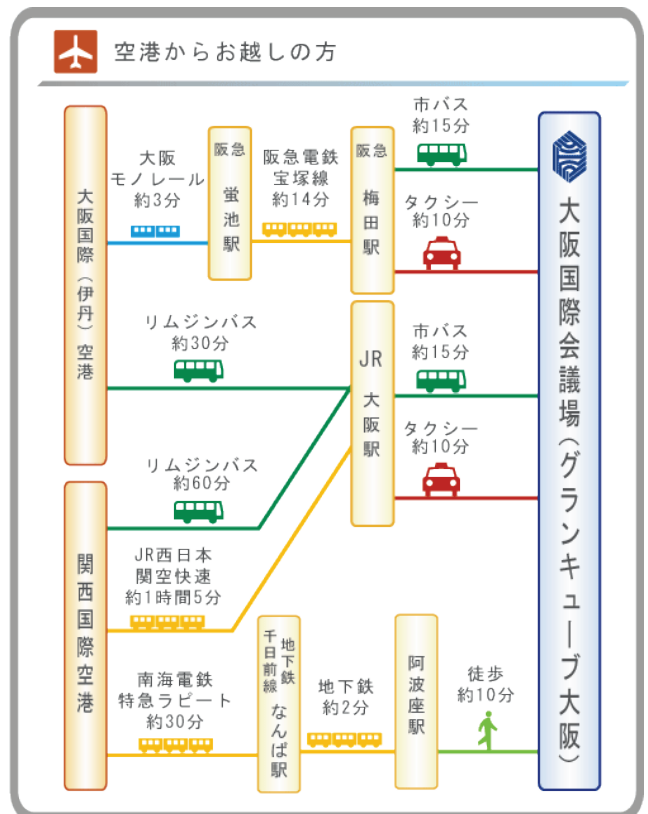 空港からお越しの方
大阪国際（伊丹）空港
大阪
モノレール
約3分
阪急
蛍池駅
阪急電鉄
宝塚線
約14分
阪急
梅田駅
市バス
約15分
タクシー
約10分
リムジンバス
約30分
JR
大阪駅
市バス
約15分
タクシー
約10分
関西国際空港
リムジンバス
約60分
JR西日本
関空快速
約1時間5分
南海電鉄
特急ラピート
約30分
地下鉄
千日前線
なんば駅
地下鉄
約2分
阿波座駅
徒歩
約10分
大阪国際会議場（グランキューブ大阪）